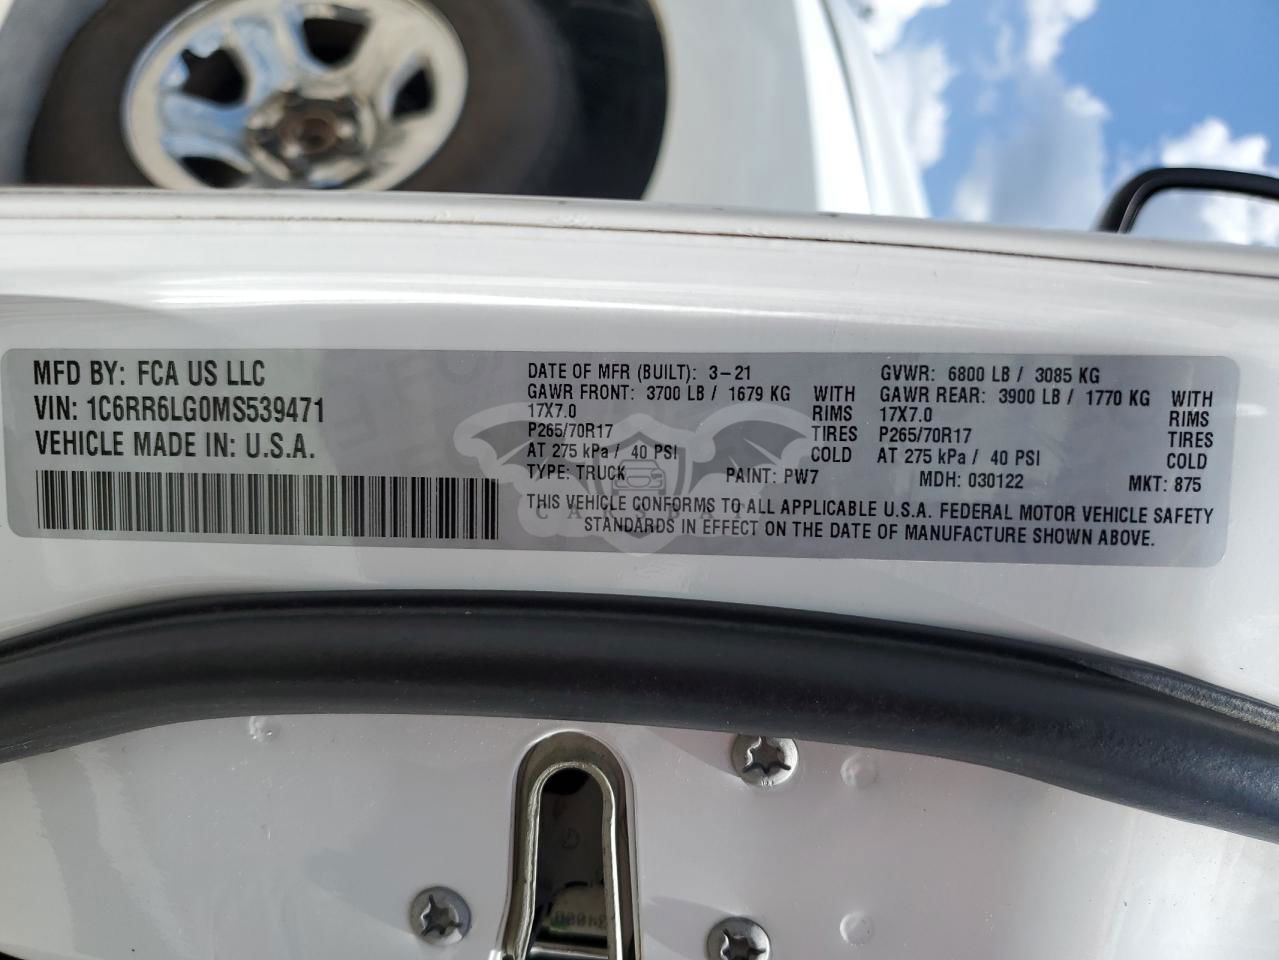 MFD BY: FCA US LLC
VIN: 1C6RR6LG0MS539471
VEHICLE MADE IN: U.S.A.
DATE OF MFR (BUILT): 3-21
GAWR FRONT: 3700 LB / 1679 KG WITH
17X7.0 RIMS
P265/70R17 TIRES
AT 275 kPa / 40 PSI COLD
GVWR: 6800 LB / 3085 KG
GAWR REAR: 3900 LB / 1770 KG WITH
17X7.0 RIMS
P265/70R17 TIRES
AT 275 kPa / 40 PSI COLD
TYPE: TRUCK PAINT: PW7 MDH: 030122 MKT: 875
THIS VEHICLE CONFORMS TO ALL APPLICABLE U.S.A. FEDERAL MOTOR VEHICLE SAFETY
STANDARDS IN EFFECT ON THE DATE OF MANUFACTURE SHOWN ABOVE.